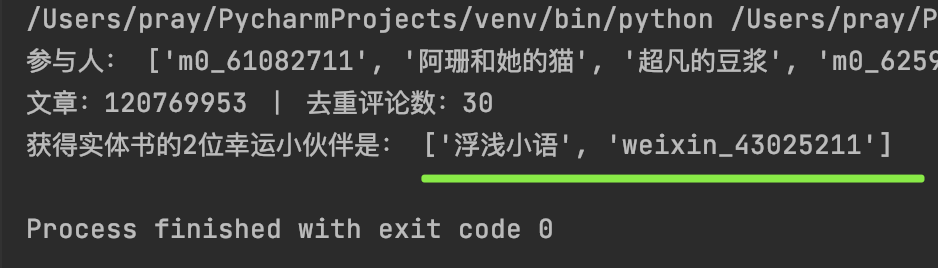 /Users/pray/PycharmProjects/venv/bin/python /Users/pray/P
参与人： ['m0_61082711', '阿珊和她的猫', '超凡的豆浆', 'm0_6259
文章：120769953 | 去重评论数：30
获得实体书的2位幸运小伙伴是： ['浮浅小语', 'weixin_43025211']
Process finished with exit code 0